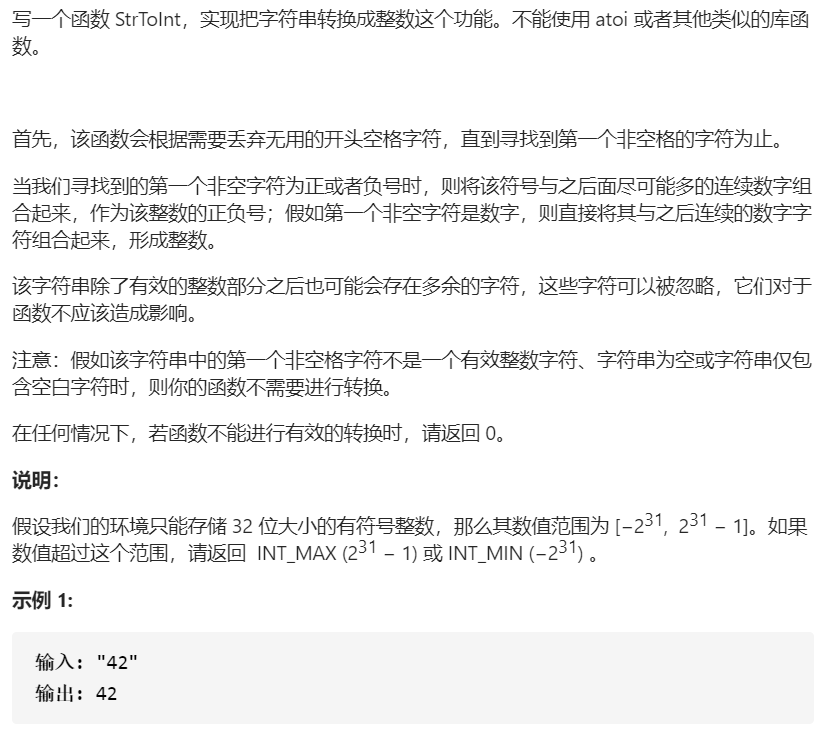 写一个函数 StrToInt，实现把字符串转换成整数这个功能。不能使用 atoi 或者其他类似的库函
数。
首先，该函数会根据需要丢弃无用的开头空格字符，直到寻找到第一个非空格的字符为止。
当我们寻找到的第一个非空字符为正或者负号时，则将该符号与之后面尽可能多的连续数字组
合起来，作为该整数的正负号；假如第一个非空字符是数字，则直接将其与之后连续的数字字
符组合起来，形成整数。
该字符串除了有效的整数部分之后也可能会存在多余的字符，这些字符可以被忽略，它们对于
函数不应该造成影响。
注意：假如该字符串中的第一个非空格字符不是一个有效整数字符、字符串为空或字符串仅包
含空白字符时，则你的函数不需要进行转换。
在任何情况下，若函数不能进行有效的转换时，请返回 0。
说明：
假设我们的环境只能存储 32 位大小的有符号整数，那么其数值范围为 [−2³¹, 2³¹ − 1]。如果
数值超过这个范围，请返回 INT_MAX (2³¹ − 1) 或 INT_MIN (−2³¹) 。
示例 1:
输入: "42"
输出: 42